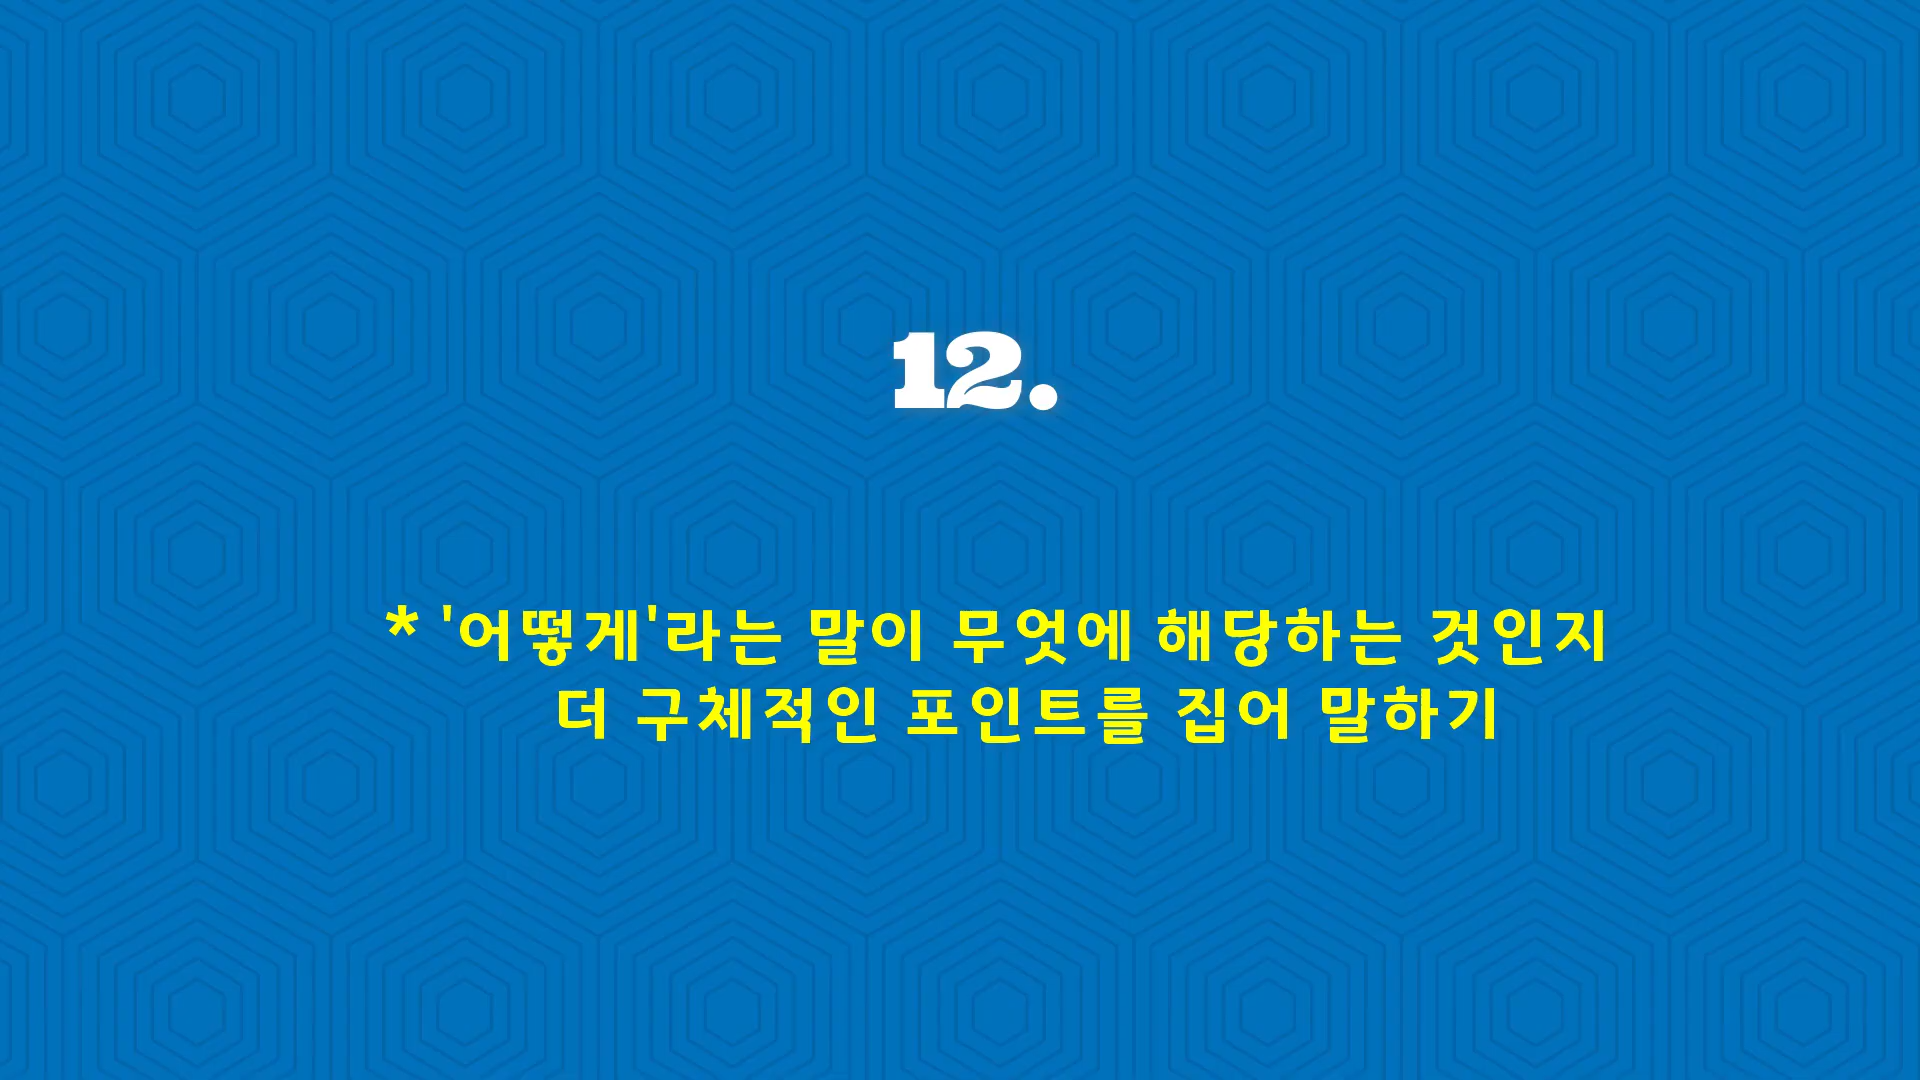 12.
* '어떻게'라는 말이 무엇에 해당하는 것인지
더 구체적인 포인트를 집어 말하기